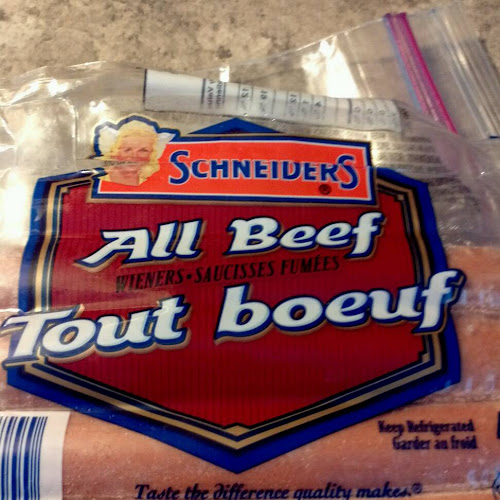 SCHNEIDERS®
All Beef
WIENERS • SAUCISSES FUMÉES
Tout boeuf
Keep Refrigerated
Garder au froid
Taste the difference quality makes.®